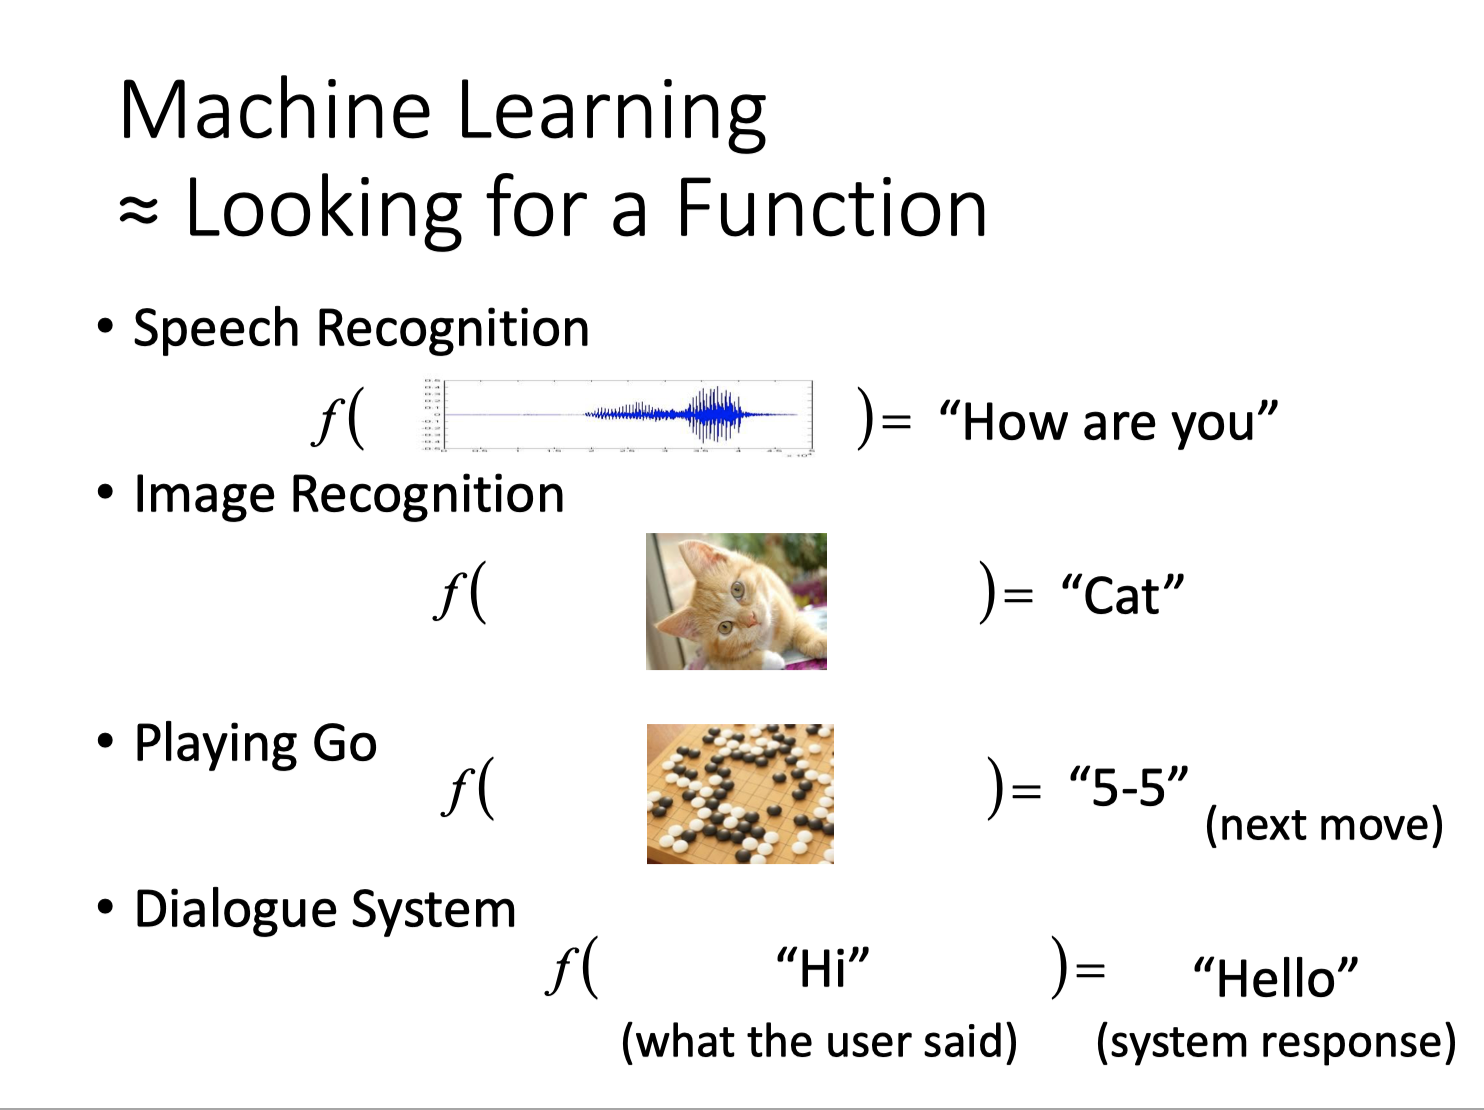 Machine Learning
≈ Looking for a Function
• Speech Recognition
f( )= “How are you”
• Image Recognition
f( )= “Cat”
• Playing Go
f( )= “5-5”
(next move)
• Dialogue System
f( “Hi” )= “Hello”
(what the user said) (system response)